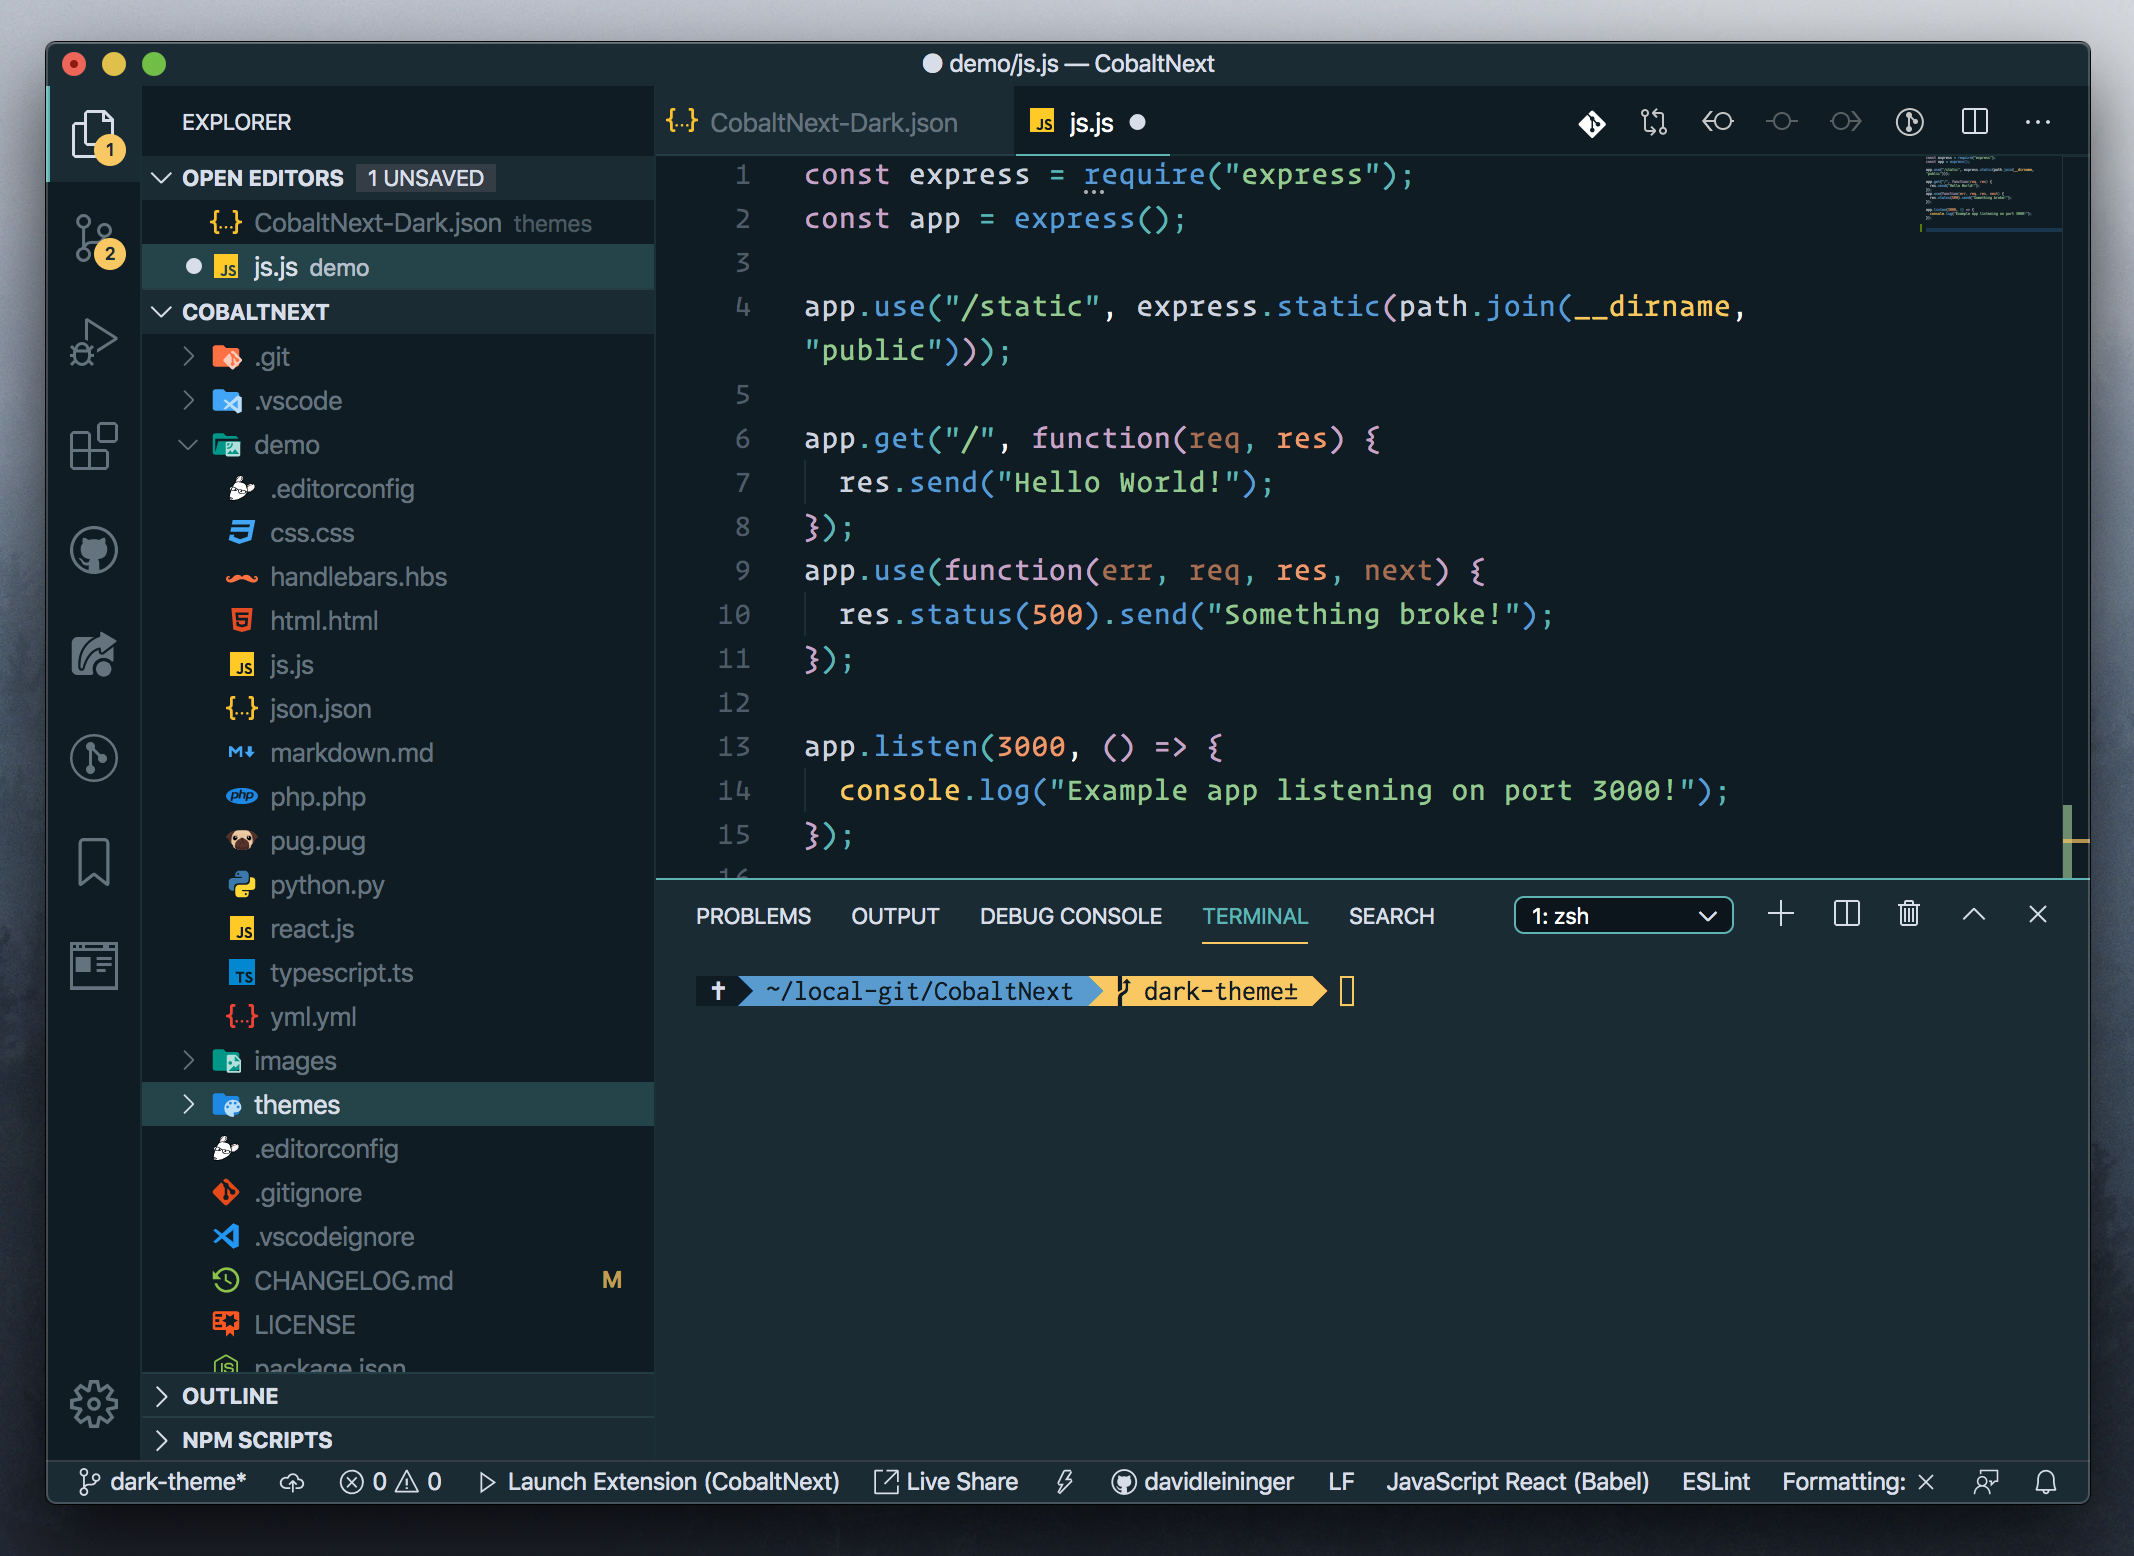 demo/js.js — CobaltNext
EXPLORER
1
2
OPEN EDITORS 1 UNSAVED
{..} CobaltNext-Dark.json themes
JS js.js demo
COBALTNEXT
.git
.vscode
demo
.editorconfig
css.css
handlebars.hbs
html.html
JS js.js
{..} json.json
M markdown.md
php php.php
pug.pug
python.py
JS react.js
TS typescript.ts
{..} yml.yml
images
themes
.editorconfig
.gitignore
.vscodeignore
CHANGELOG.md M
LICENSE
package.json
OUTLINE
NPM SCRIPTS
{..} CobaltNext-Dark.json JS js.js
1 const express = require("express");
2 const app = express();
3
4 app.use("/static", express.static(path.join(__dirname,
"public")));
5
6 app.get("/", function(req, res) {
7 res.send("Hello World!");
8 });
9 app.use(function(err, req, res, next) {
10 res.status(500).send("Something broke!");
11 });
12
13 app.listen(3000, () => {
14 console.log("Example app listening on port 3000!");
15 });
16
PROBLEMS OUTPUT DEBUG CONSOLE TERMINAL SEARCH 1: zsh
~/local-git/CobaltNext dark-theme±
dark-theme* 0 0 Launch Extension (CobaltNext) Live Share davidleininger LF JavaScript React (Babel) ESLint Formatting: ×